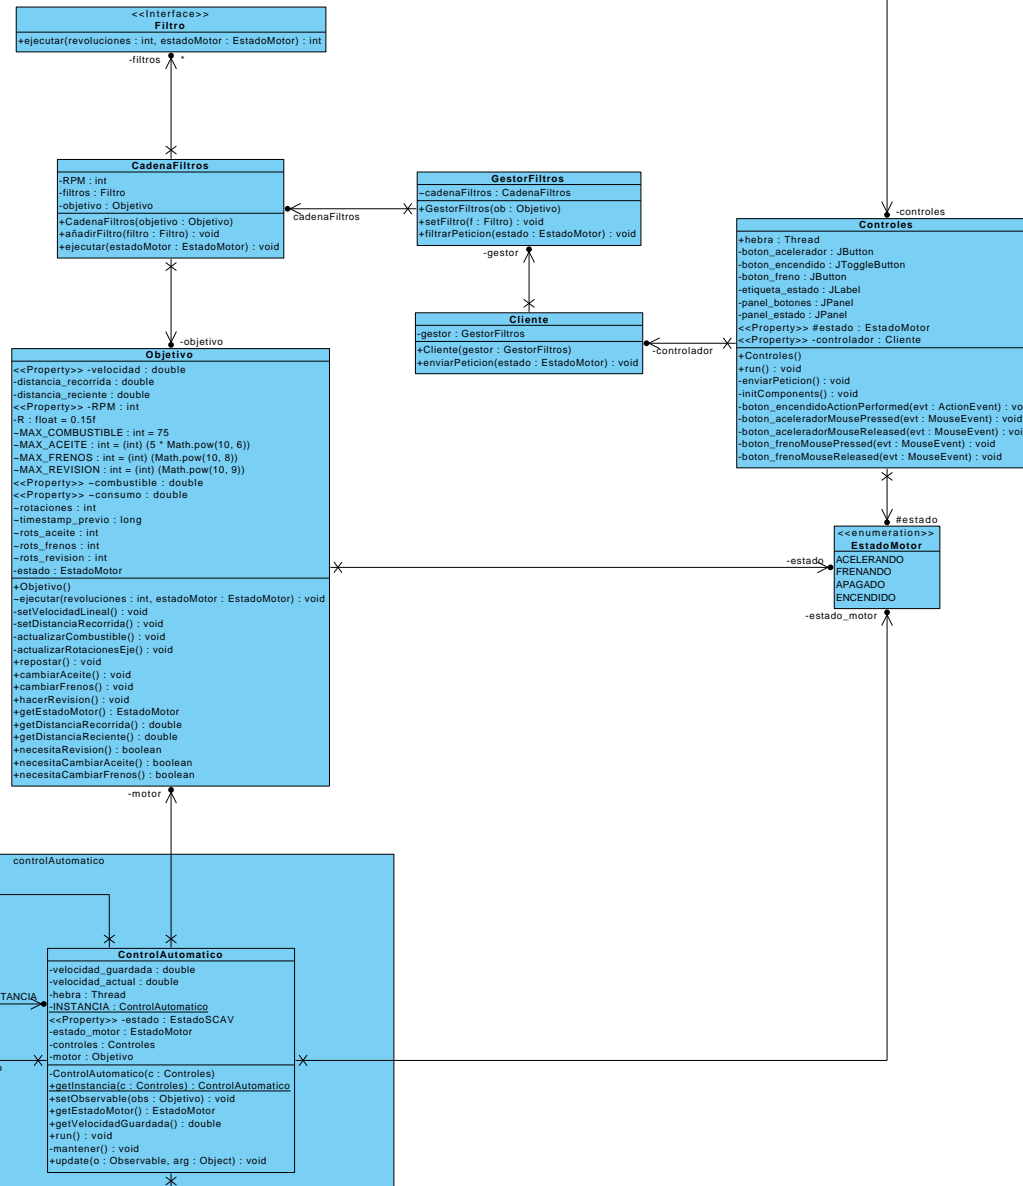 <<Interface>>
Filtro
+ejecutar(revoluciones : int, estadoMotor : EstadoMotor) : int
-filtros
*
CadenaFiltros
-RPM : int
-filtros : Filtro
-objetivo : Objetivo
+CadenaFiltros(objetivo : Objetivo)
+añadirFiltro(filtro : Filtro) : void
+ejecutar(estadoMotor : EstadoMotor) : void
cadenaFiltros
GestorFiltros
~cadenaFiltros : CadenaFiltros
+GestorFiltros(ob : Objetivo)
+setFiltro(f : Filtro) : void
+filtrarPeticion(estado : EstadoMotor) : void
-gestor
Cliente
-gestor : GestorFiltros
+Cliente(gestor : GestorFiltros)
+enviarPeticion(estado : EstadoMotor) : void
-controlador
-controles
Controles
+hebra : Thread
-boton_acelerador : JButton
-boton_encendido : JToggleButton
-boton_freno : JButton
-etiqueta_estado : JLabel
-panel_botones : JPanel
-panel_estado : JPanel
<<Property>> #estado : EstadoMotor
<<Property>> -controlador : Cliente
+Controles()
+run() : void
-enviarPeticion() : void
-initComponents() : void
-boton_encendidoActionPerformed(evt : ActionEvent) : vo
-boton_aceleradorMousePressed(evt : MouseEvent) : void
-boton_aceleradorMouseReleased(evt : MouseEvent) : voi
-boton_frenoMousePressed(evt : MouseEvent) : void
-boton_frenoMouseReleased(evt : MouseEvent) : void
#estado
<<enumeration>>
EstadoMotor
ACELERANDO
FRENANDO
APAGADO
ENCENDIDO
-estado
-estado_motor
-objetivo
Objetivo
<<Property>> -velocidad : double
-distancia_recorrida : double
-distancia_reciente : double
<<Property>> -RPM : int
-R : float = 0.15f
~MAX_COMBUSTIBLE : int = 75
~MAX_ACEITE : int = (int) (5 * Math.pow(10, 6))
~MAX_FRENOS : int = (int) (Math.pow(10, 8))
~MAX_REVISION : int = (int) (Math.pow(10, 9))
<<Property>> ~combustible : double
<<Property>> ~consumo : double
~rotaciones : int
~timestamp_previo : long
~rots_aceite : int
~rots_frenos : int
~rots_revision : int
-estado : EstadoMotor
+Objetivo()
~ejecutar(revoluciones : int, estadoMotor : EstadoMotor) : void
-setVelocidadLineal() : void
-setDistanciaRecorrida() : void
-actualizarCombustible() : void
-actualizarRotacionesEje() : void
+repostar() : void
+cambiarAceite() : void
+cambiarFrenos() : void
+hacerRevision() : void
+getEstadoMotor() : EstadoMotor
+getDistanciaRecorrida() : double
+getDistanciaReciente() : double
+necesitaRevision() : boolean
+necesitaCambiarAceite() : boolean
+necesitaCambiarFrenos() : boolean
-motor
controlAutomatico
TANCIA
ControlAutomatico
-velocidad_guardada : double
-velocidad_actual : double
-hebra : Thread
-INSTANCIA : ControlAutomatico
<<Property>> -estado : EstadoSCAV
-estado_motor : EstadoMotor
-controles : Controles
-motor : Objetivo
-ControlAutomatico(c : Controles)
+getInstancia(c : Controles) : ControlAutomatico
+setObservable(obs : Objetivo) : void
+getEstadoMotor() : EstadoMotor
+getVelocidadGuardada() : double
+run() : void
-mantener() : void
+update(o : Observable, arg : Object) : void